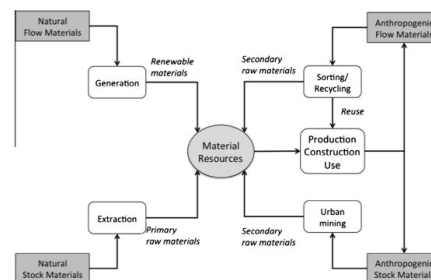 Natural
Flow Materials
Anthropogenic
Flow Materials
Renewable
materials
Secondary
raw materials
Generation
Sorting/
Recycling
Reuse
Material
Resources
Production
Construction
Use
Extraction
Primary
raw materials
Secondary
raw materials
Urban
mining
Natural
Stock Materials
Anthropogenic
Stock Materials